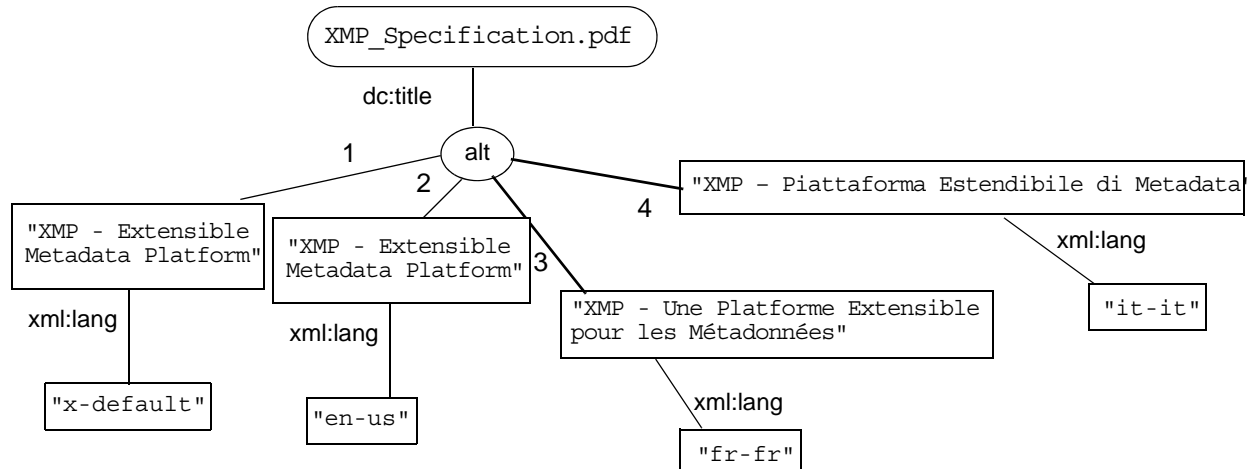 XMP_Specification.pdf
dc:title
alt
1
2
3
4
"XMP - Extensible
Metadata Platform"
xml:lang
"x-default"
"XMP - Extensible
Metadata Platform"
xml:lang
"en-us"
"XMP - Une Platforme Extensible
pour les Métadonnées"
xml:lang
"fr-fr"
"XMP – Piattaforma Estendibile di Metadata"
xml:lang
"it-it"